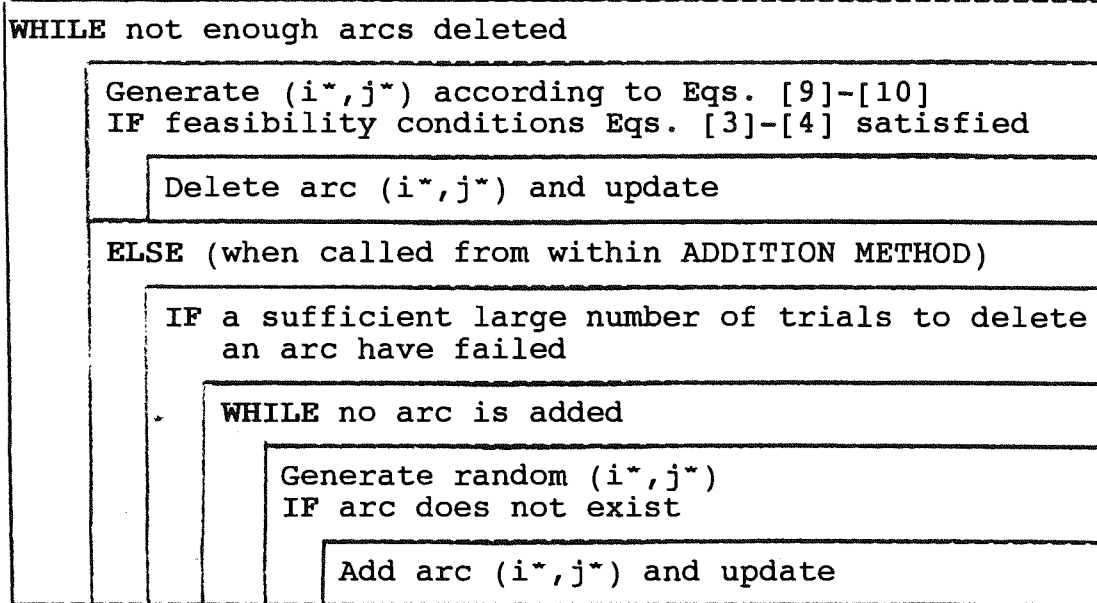 WHILE not enough arcs deleted
Generate (i*,j*) according to Eqs. [9]-[10]
IF feasibility conditions Eqs. [3]-[4] satisfied
Delete arc (i*,j*) and update
ELSE (when called from within ADDITION METHOD)
IF a sufficient large number of trials to delete
an arc have failed
WHILE no arc is added
Generate random (i*,j*)
IF arc does not exist
Add arc (i*,j*) and update